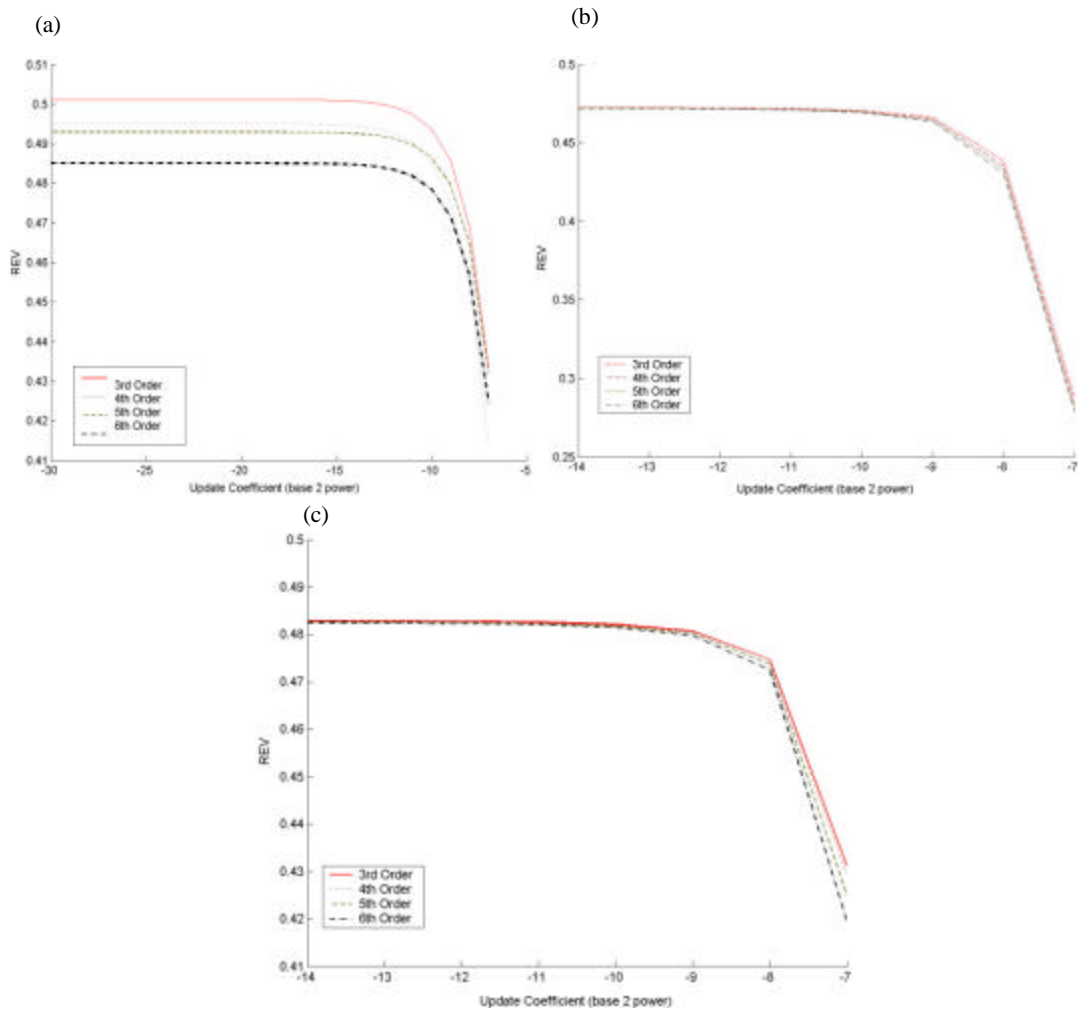 (a)
0.51
0.5
0.49
0.48
0.47
0.46
0.45
0.44
0.43
0.42
0.41
REV
3rd Order
4th Order
5th Order
6th Order
-30
-25
-20
-15
-10
-5
Update Coefficient (base 2 power)
(b)
0.5
0.45
0.4
0.35
0.3
0.25
REV
3rd Order
4th Order
5th Order
6th Order
-14
-13
-12
-11
-10
-9
-8
-7
Update Coefficient (base 2 power)
(c)
0.5
0.49
0.48
0.47
0.46
0.45
0.44
0.43
0.42
0.41
REV
3rd Order
4th Order
5th Order
6th Order
-14
-13
-12
-11
-10
-9
-8
-7
Update Coefficient (base 2 power)